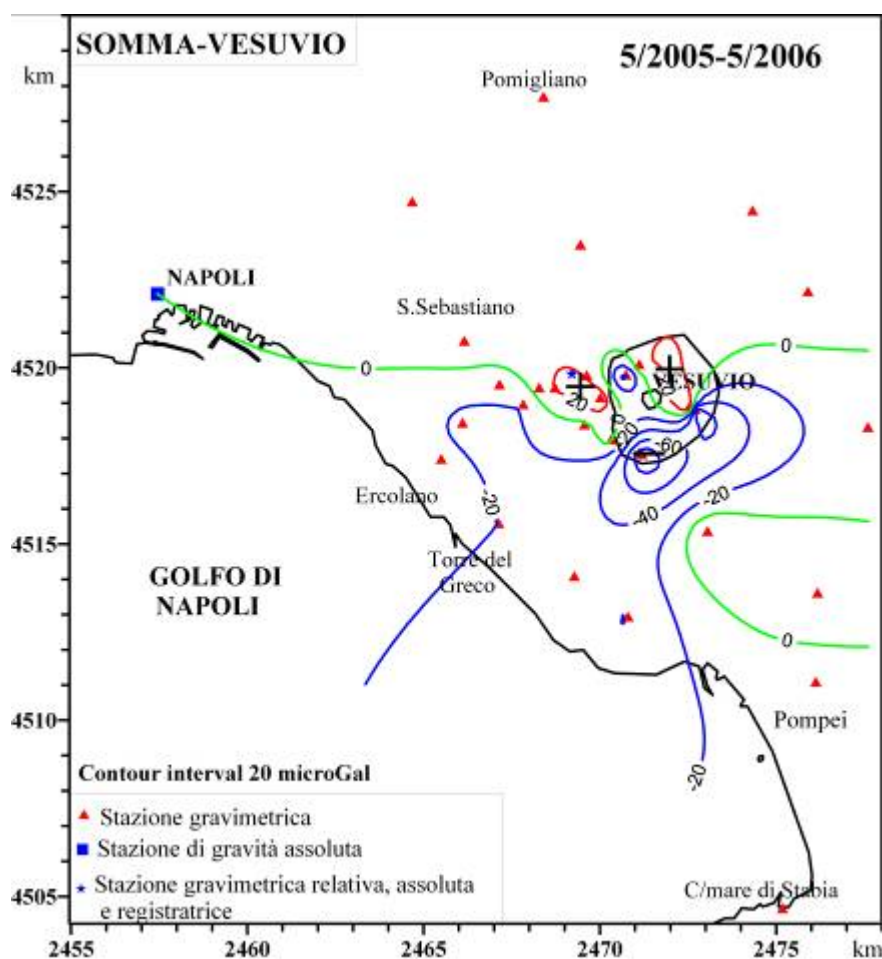 SOMMA-VESUVIO
5/2005-5/2006
km
Pomigliano
4525
NAPOLI
S.Sebastiano
0
0
4520
20
VESUVIO
0
-20
-60
-20
-20
-40
Ercolano
4515
Torre del
Greco
GOLFO DI
NAPOLI
0
4510
Pompei
-20
Contour interval 20 microGal
Stazione gravimetrica
Stazione di gravità assoluta
Stazione gravimetrica relativa, assoluta
e registratrice
C/mare di Stabia
4505
2455
2460
2465
2470
2475
km